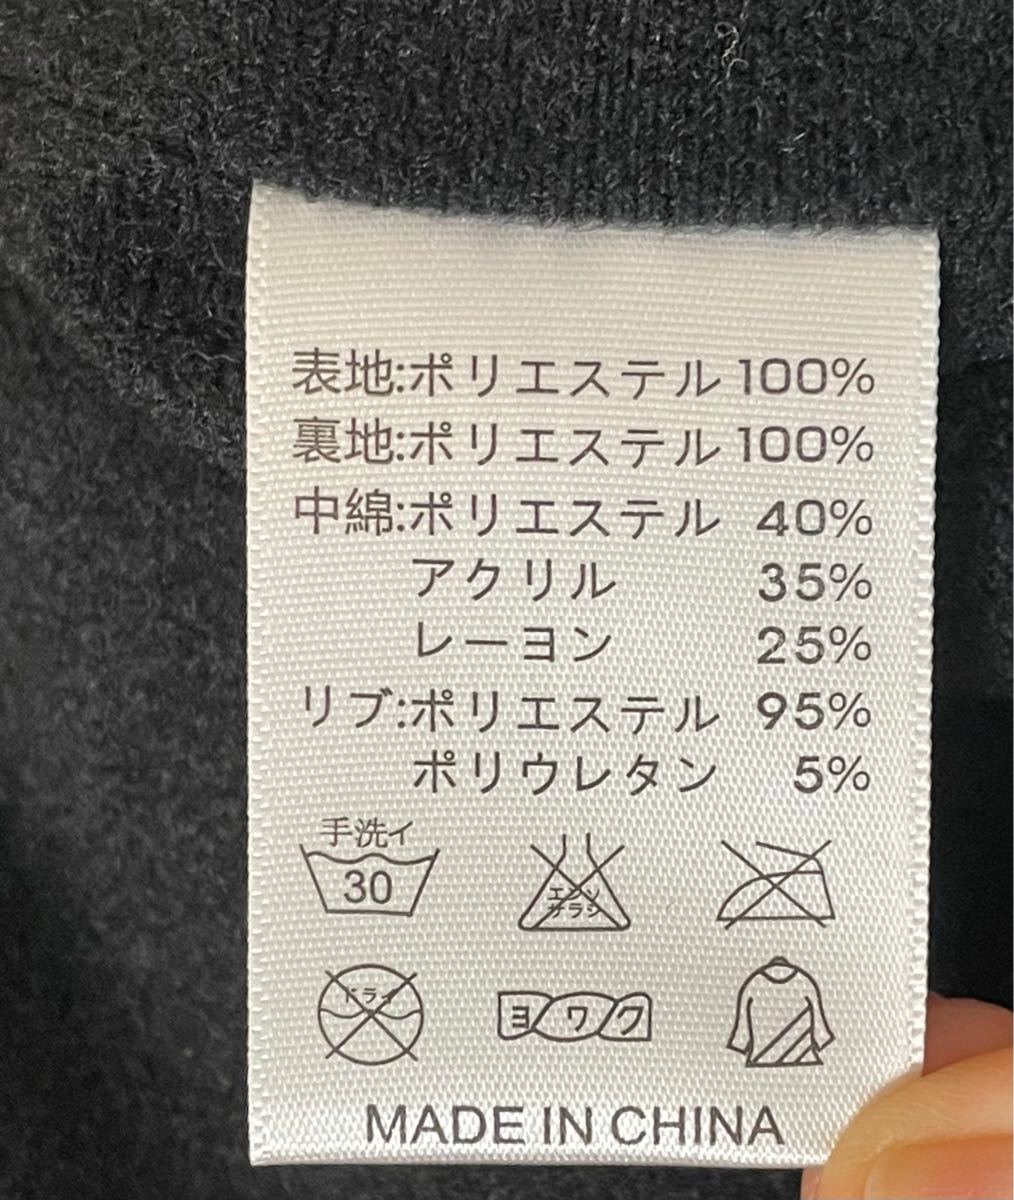 表地:ポリエステル 100%
裏地:ポリエステル 100%
中綿:ポリエステル 40%
アクリル 35%
レーヨン 25%
リブ:ポリエステル 95%
ポリウレタン 5%
手洗イ
30
エンソ
サラシ
ドライ
ヨワク
MADE IN CHINA